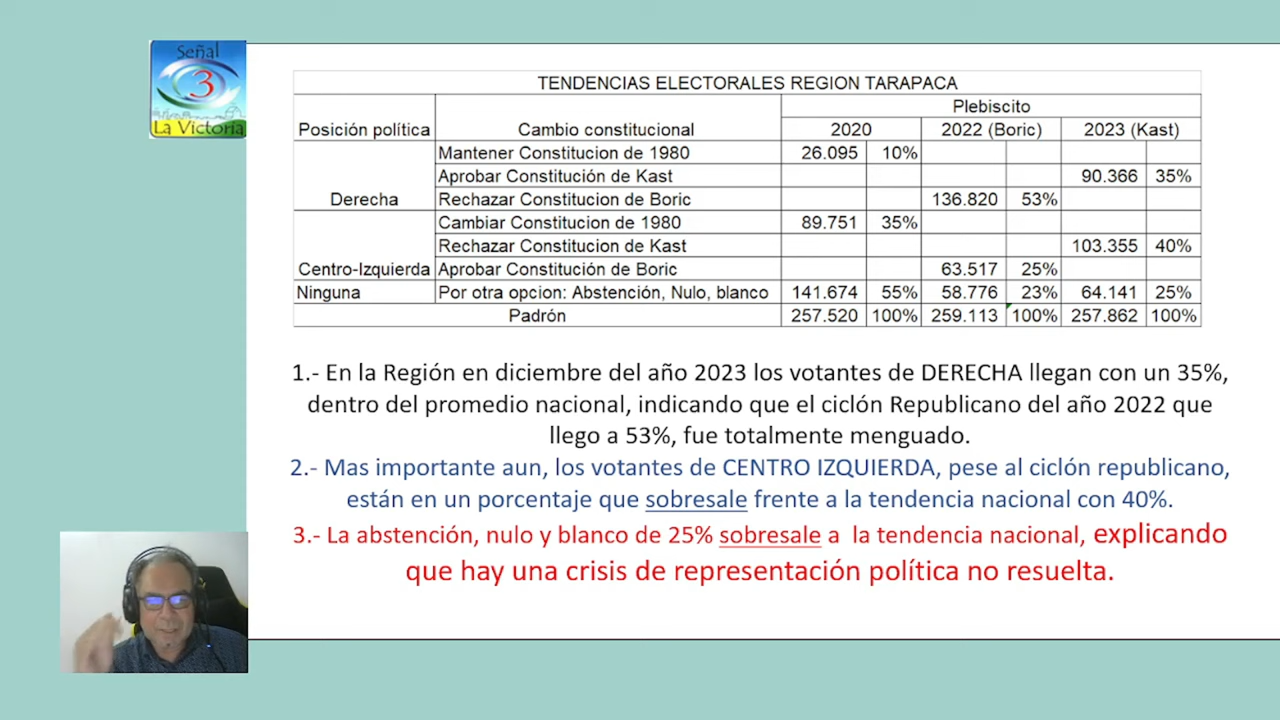 Señal
3
La Victoria
TENDENCIAS ELECTORALES REGION TARAPACA
Posición política Cambio constitucional Plebiscito
2020 2022 (Boric) 2023 (Kast)
Mantener Constitucion de 1980 26.095 10%
Aprobar Constitución de Kast 90.366 35%
Derecha Rechazar Constitucion de Boric 136.820 53%
Cambiar Constitucion de 1980 89.751 35%
Rechazar Constitucion de Kast 103.355 40%
Centro-Izquierda Aprobar Constitución de Boric 63.517 25%
Ninguna Por otra opcion: Abstención, Nulo, blanco 141.674 55% 58.776 23% 64.141 25%
Padrón 257.520 100% 259.113 100% 257.862 100%
1.- En la Región en diciembre del año 2023 los votantes de DERECHA llegan con un 35%,
dentro del promedio nacional, indicando que el ciclón Republicano del año 2022 que
llego a 53%, fue totalmente menguado.
2.- Mas importante aun, los votantes de CENTRO IZQUIERDA, pese al ciclón republicano,
están en un porcentaje que sobresale frente a la tendencia nacional con 40%.
3.- La abstención, nulo y blanco de 25% sobresale a la tendencia nacional, explicando
que hay una crisis de representación política no resuelta.